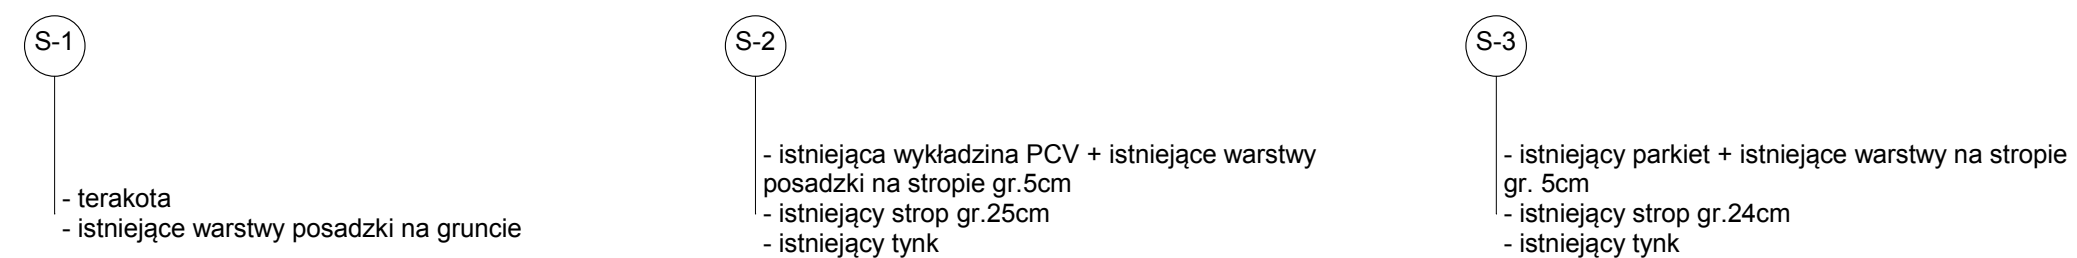 S-1
- terakota
- istniejące warstwy posadzki na gruncie
S-2
- istniejąca wykładzina PCV + istniejące warstwy
posadzki na stropie gr.5cm
- istniejący strop gr.25cm
- istniejący tynk
S-3
- istniejący parkiet + istniejące warstwy na stropie
gr. 5cm
- istniejący strop gr.24cm
- istniejący tynk